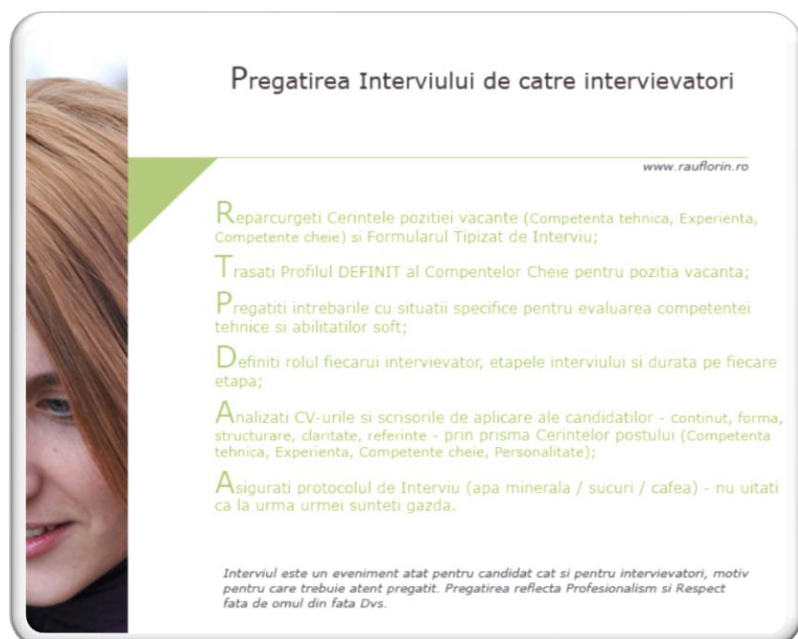 Pregatirea Interviului de catre intervievatori
www.rauflorin.ro
Reparcurgeti Cerintele pozitiei vacante (Competenta tehnica, Experienta,
Competente cheie) si Formularul Tipizat de Interviu;
Trasati Profilul DEFINIT al Compentelor Cheie pentru pozitia vacanta;
Pregatiti intrebarile cu situatii specifice pentru evaluarea competentei
tehnice si abilitatilor soft;
Definiti rolul fiecarui intervievator, etapele interviului si durata pe fiecare
etapa;
Analizati CV-urile si scrisorile de aplicare ale candidatilor - continut, forma,
structurare, claritate, referinte - prin prisma Cerintelor postului (Competenta
tehnica, Experienta, Competente cheie, Personalitate);
Asigurati protocolul de Interviu (apa minerala / sucuri / cafea) - nu uitati
ca la urma urmei sunteti gazda.
Interviul este un eveniment atat pentru candidat cat si pentru intervievatori, motiv
pentru care trebuie atent pregatit. Pregatirea reflecta Profesionalism si Respect
fata de omul din fata Dvs.